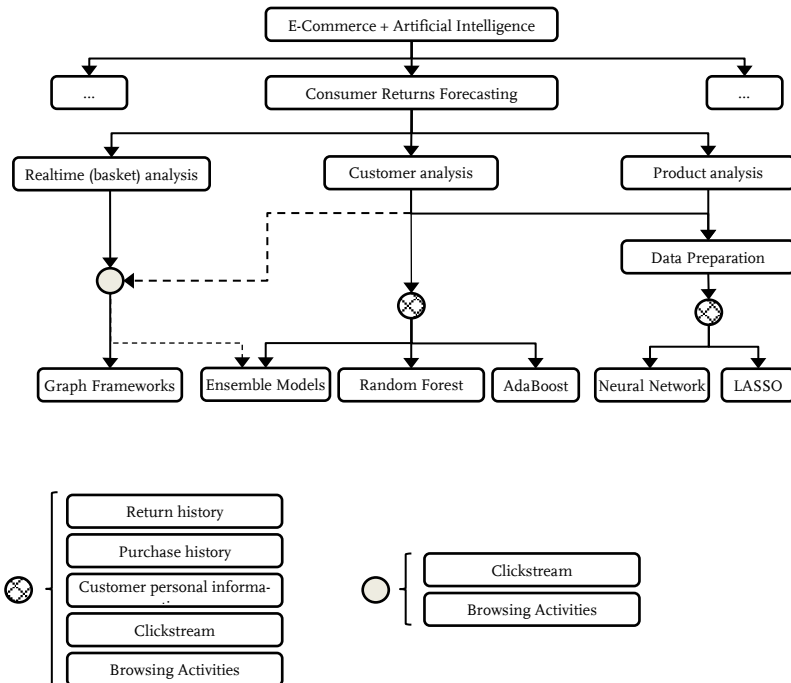 E-Commerce + Artificial Intelligence
...
Consumer Returns Forecasting
...
Realtime (basket) analysis
Customer analysis
Product analysis
Data Preparation
Graph Frameworks
Ensemble Models
Random Forest
AdaBoost
Neural Network
LASSO
Return history
Purchase history
Customer personal informa-
Clickstream
Browsing Activities
Clickstream
Browsing Activities